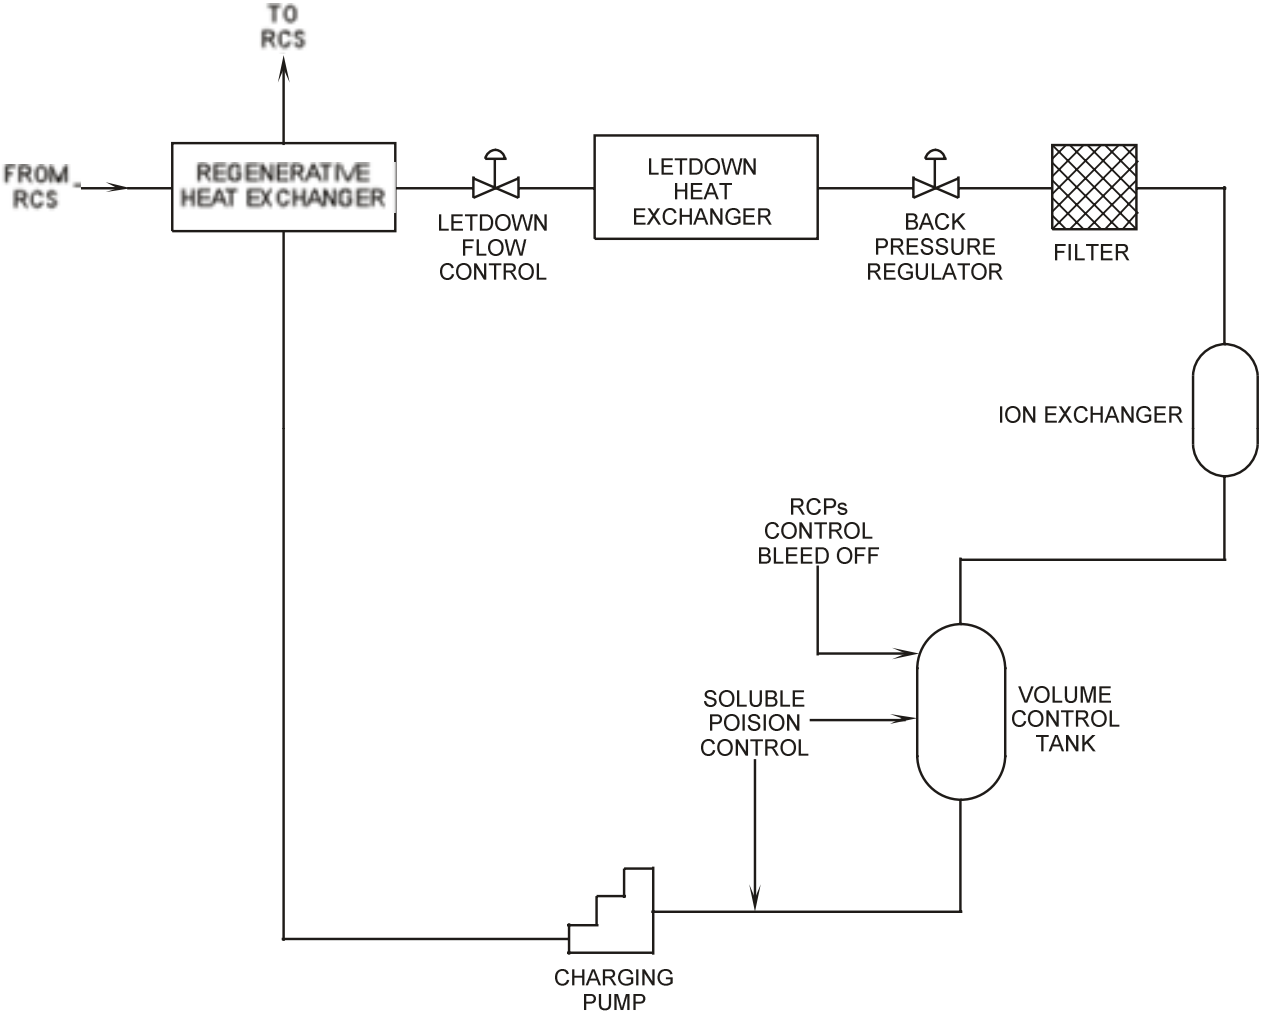 TO
RCS
FROM
RCS
REGENERATIVE
HEAT EXCHANGER
LETDOWN
FLOW
CONTROL
LETDOWN
HEAT
EXCHANGER
BACK
PRESSURE
REGULATOR
FILTER
ION EXCHANGER
RCPs
CONTROL
BLEED OFF
SOLUBLE
POISION
CONTROL
VOLUME
CONTROL
TANK
CHARGING
PUMP